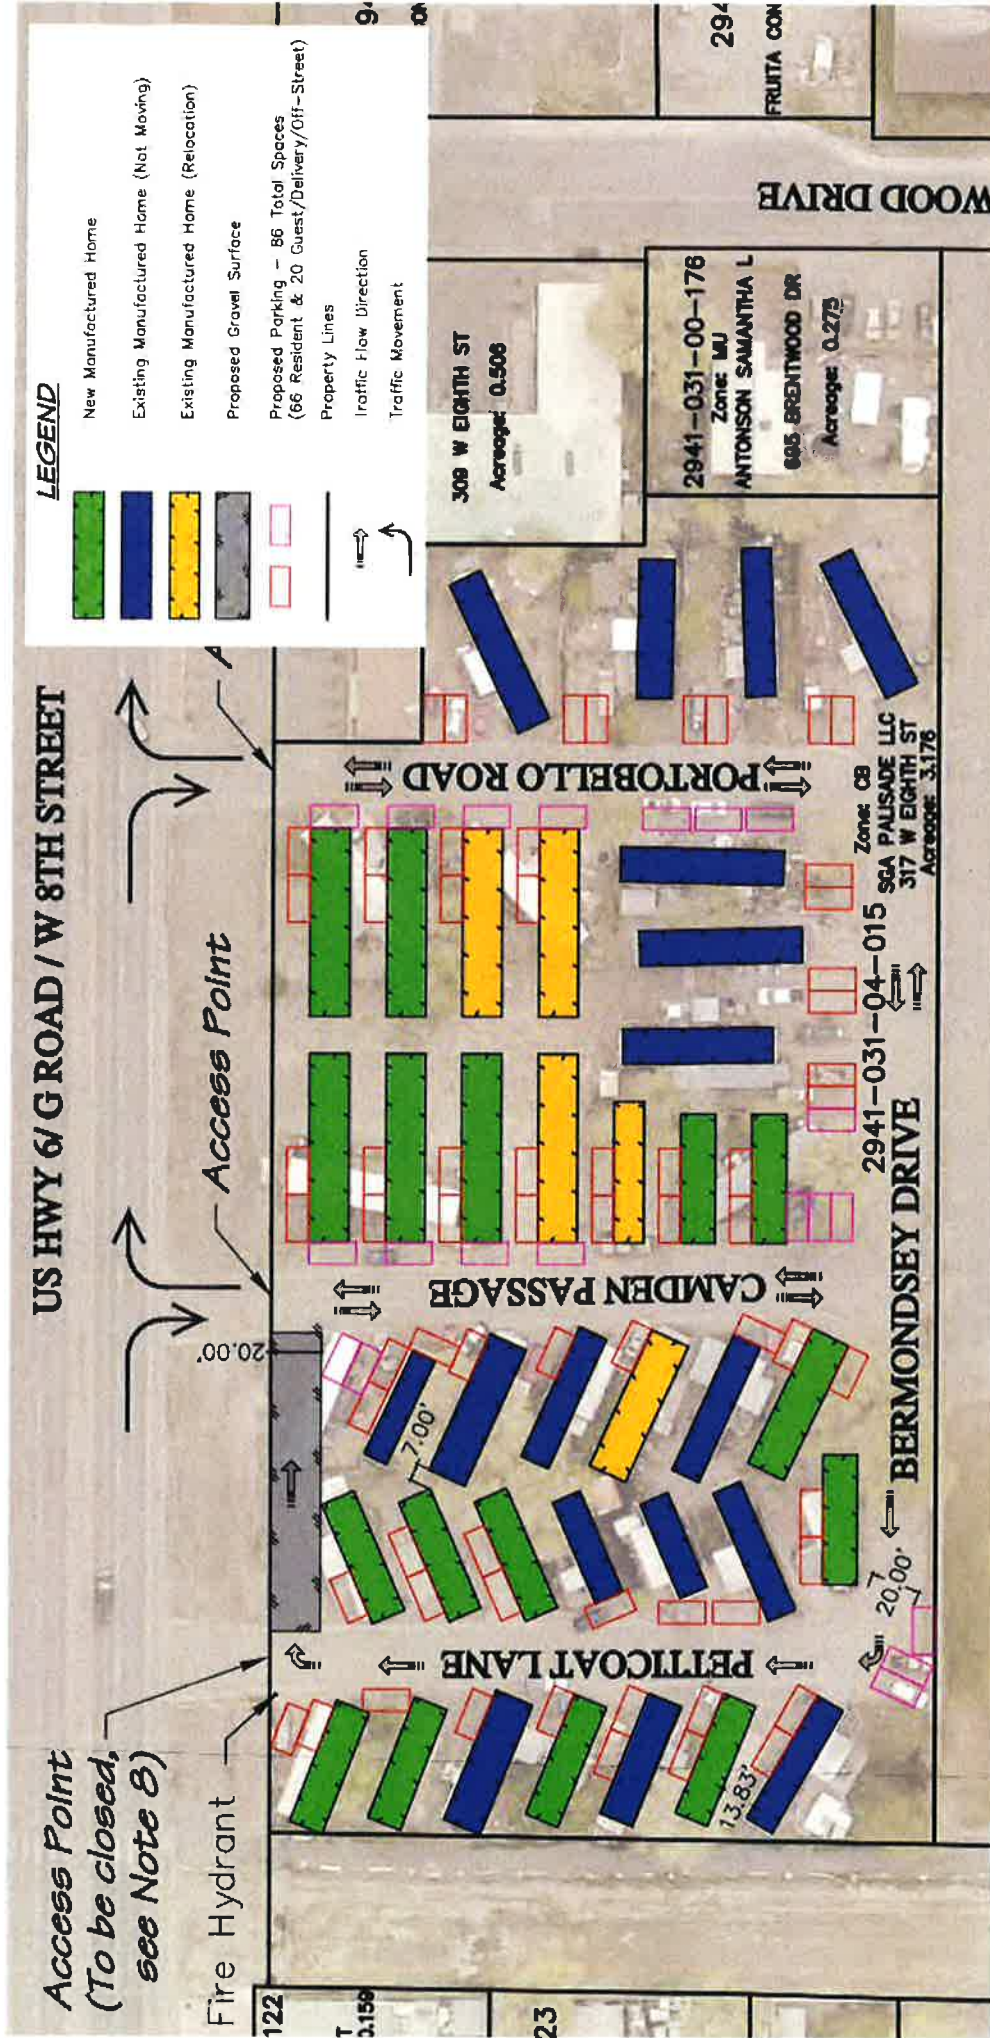 US HWY 6/ G ROAD / W 8TH STREET
LEGEND
New Manufactured Home
Existing Manufactured Home (Not Moving)
Existing Manufactured Home (Relocation)
Proposed Gravel Surface
Proposed Parking - 86 Total Spaces
(66 Resident & 20 Guest/Delivery/Off-Street)
Property Lines
Traffic Flow Direction
Traffic Movement
Access Point
(To be closed,
see Note 8)
Fire Hydrant
Access Point
A
20.00'
7.00'
13.83'
20.00'
PETTICOAT LANE
CAMDEN PASSAGE
PORTOBELLO ROAD
BERMONDSEY DRIVE
WOOD DRIVE
2941-031-04-015
Zone: CB
SGA PALISADE LLC
317 W EIGHTH ST
Acreage: 3.176
309 W EIGHTH ST
Acreage: 0.506
2941-031-00-176
Zone: MU
ANTONSON SAMANTHA L
695 BRENTWOOD DR
Acreage: 0.275
294
FRUITA CON
94
ON
122
T
0.159
23